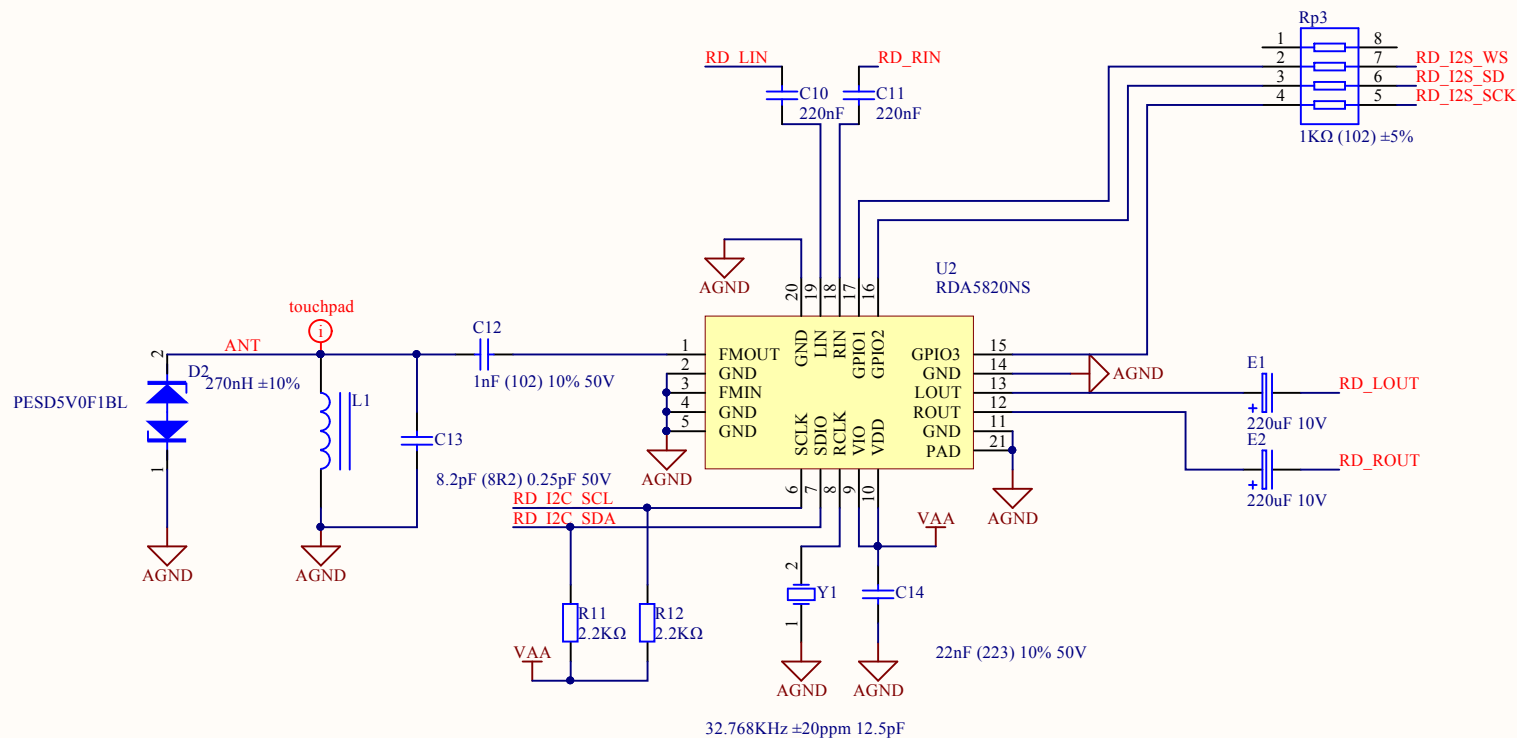 Rp3
1
8
RD_LIN
RD_RIN
2
7
RD_I2S_WS
3
6
RD_I2S_SD
C10
C11
4
5
RD_I2S_SCK
220nF
220nF
1KΩ (102) ±5%
U2
AGND
20
19
18
17
16
RDA5820NS
touchpad
i
C12
GND
LIN
RIN
GPIO1
GPIO2
ANT
2
1
FMOUT
GPIO3
15
D2
2
GND
GND
14
AGND
E1
270nH ±10%
1nF (102) 10% 50V
3
FMIN
LOUT
13
RD_LOUT
PESD5V0F1BL
L1
4
GND
ROUT
12
+
220uF 10V
C13
5
GND
GND
11
E2
SCLK
SDIO
RCLK
VIO
VDD
PAD
21
1
AGND
RD_ROUT
8.2pF (8R2) 0.25pF 50V
6
7
8
9
10
+
220uF 10V
RD_I2C_SCL
RD_I2C_SDA
VAA
AGND
AGND
AGND
2
Y1
C14
R11
R12
2.2KΩ
2.2KΩ
1
VAA
22nF (223) 10% 50V
AGND
AGND
32.768KHz ±20ppm 12.5pF